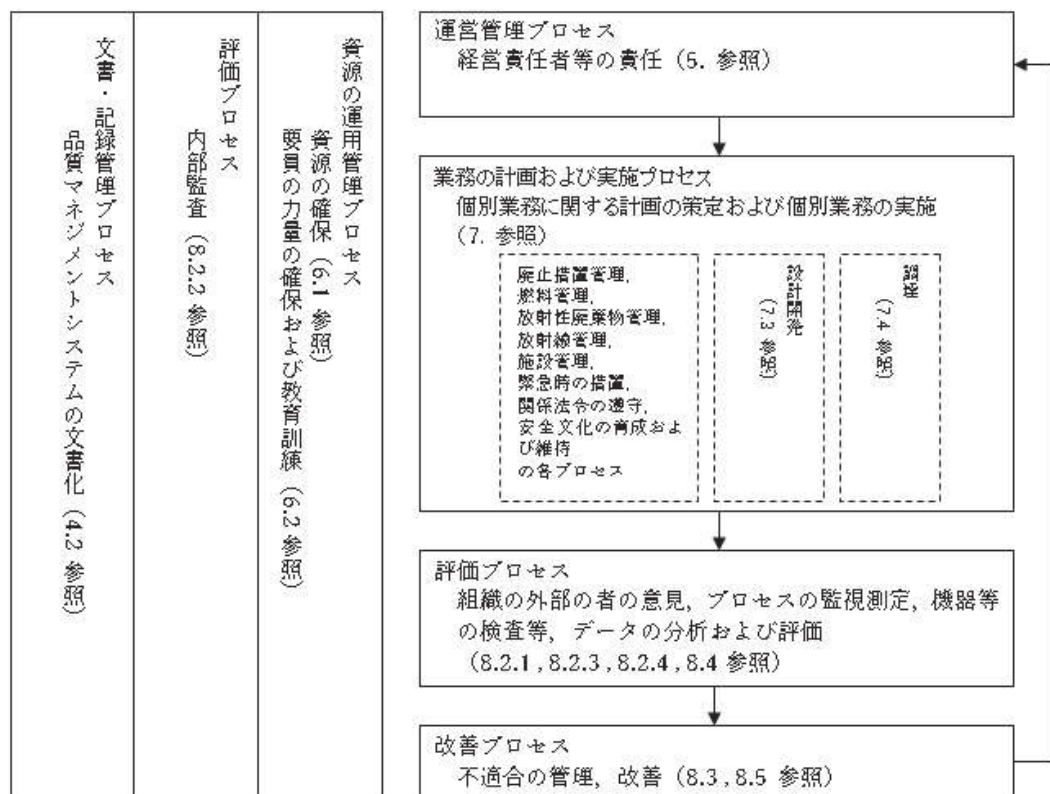 文書・記録管理プロセス
品質マネジメントシステムの文書化（4.2 参照）
評価プロセス
内部監査（8.2.2 参照）
資源の運用管理プロセス
資源の確保（6.1 参照）
要員の力量の確保および教育訓練（6.2 参照）
運営管理プロセス
経営責任者等の責任（5. 参照）
業務の計画および実施プロセス
個別業務に関する計画の策定および個別業務の実施
（7. 参照）
廃止措置管理，
燃料管理，
放射性廃棄物管理，
放射線管理，
施設管理，
緊急時の措置，
関係法令の遵守，
安全文化の育成およ
び維持
の各プロセス
設計開発
（7.3 参照）
調達
（7.4 参照）
評価プロセス
組織の外部の者の意見，プロセスの監視測定，機器等
の検査等，データの分析および評価
（8.2.1，8.2.3，8.2.4，8.4 参照）
改善プロセス
不適合の管理，改善（8.3，8.5 参照）